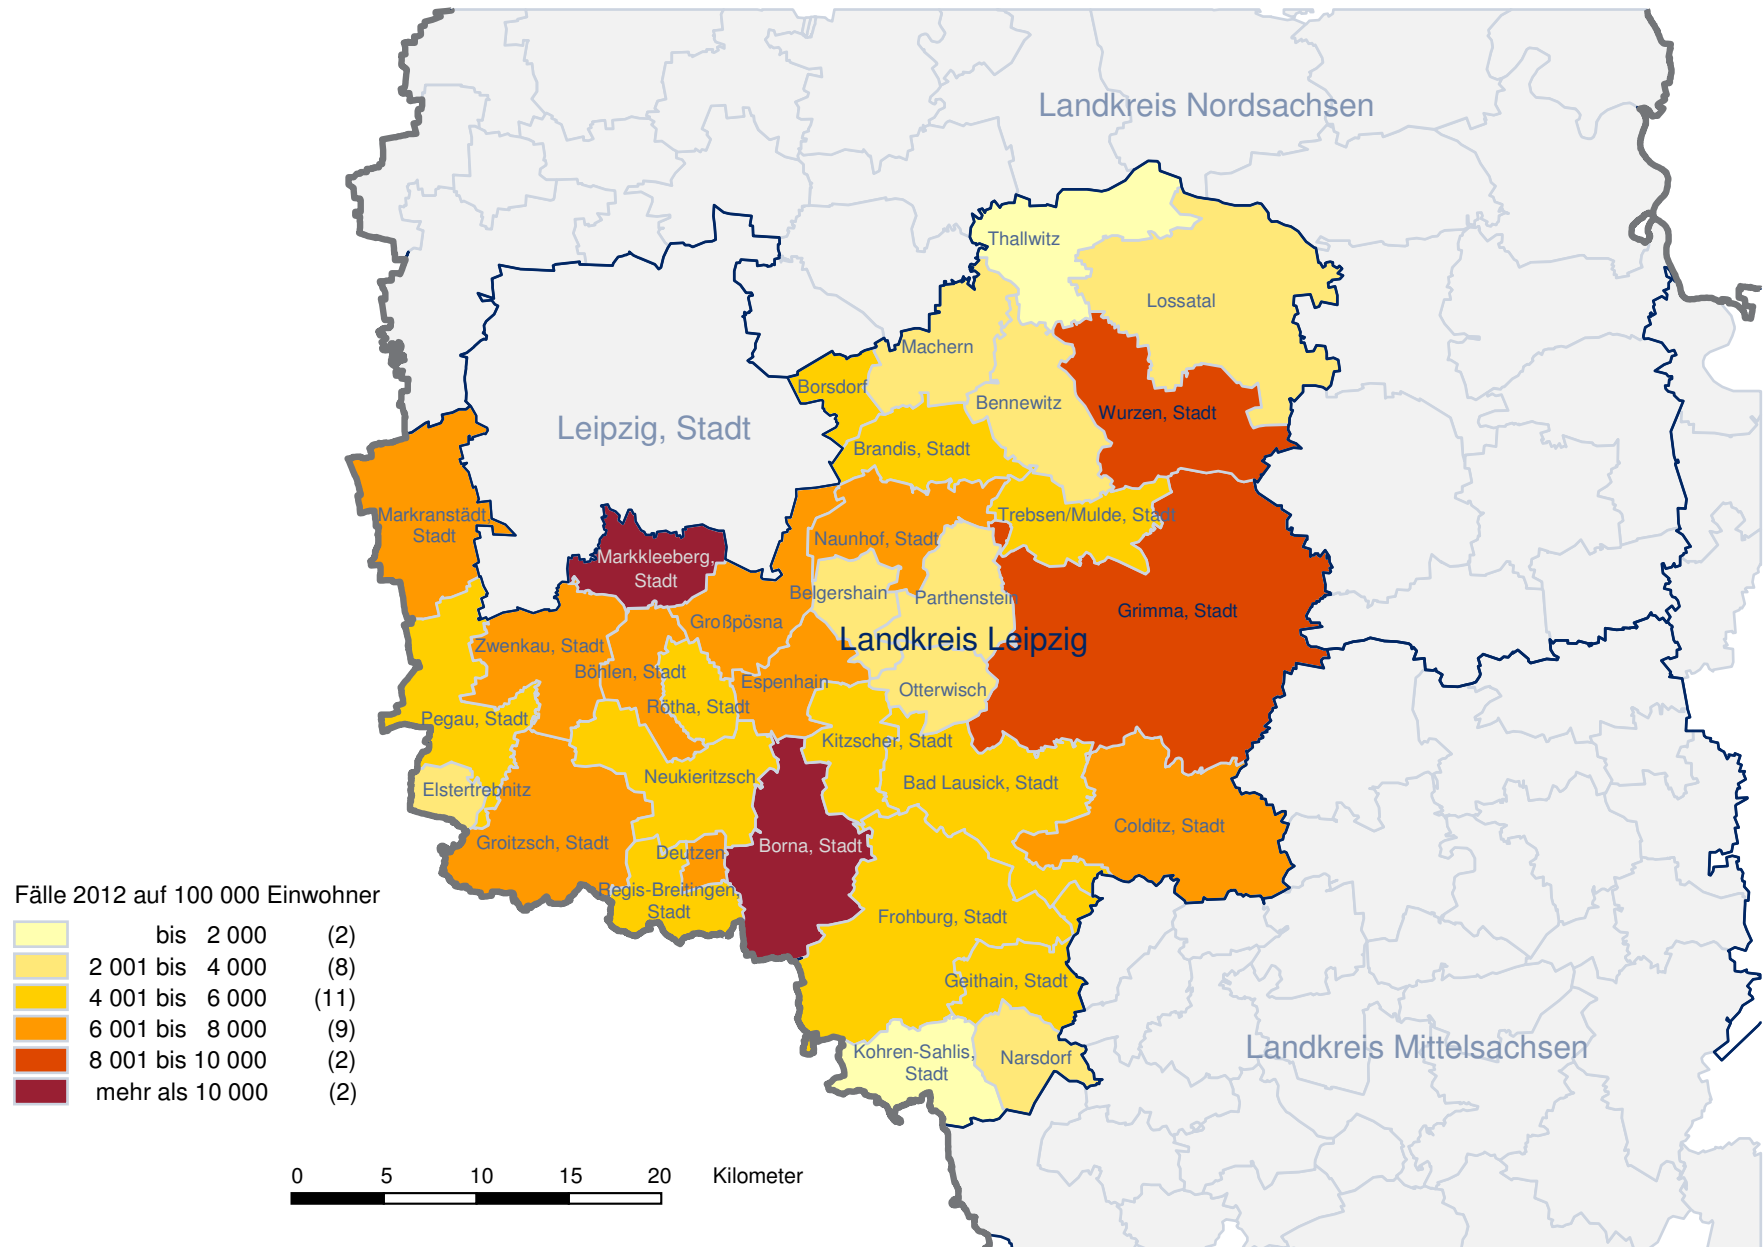 Landkreis Nordsachsen
Thallwitz
Lossatal
Machern
Borsdorf
Bennewitz
Wurzen, Stadt
Leipzig, Stadt
Brandis, Stadt
Markranstädt,
Stadt
Trebsen/Mulde, Stadt
Naunhof, Stadt
Markkleeberg,
Stadt
Belgershain
Parthenstein
Grimma, Stadt
Großpösna
Landkreis Leipzig
Zwenkau, Stadt
Böhlen, Stadt
Espenhain
Otterwisch
Rötha, Stadt
Pegau, Stadt
Kitzscher, Stadt
Neukieritzsch
Bad Lausick, Stadt
Elstertrebnitz
Colditz, Stadt
Groitzsch, Stadt
Deutzen
Borna, Stadt
Regis-Breitingen,
Stadt
Frohburg, Stadt
Geithain, Stadt
Kohren-Sahlis,
Stadt
Narsdorf
Landkreis Mittelsachsen
Fälle 2012 auf 100 000 Einwohner
bis 2 000 (2)
2 001 bis 4 000 (8)
4 001 bis 6 000 (11)
6 001 bis 8 000 (9)
8 001 bis 10 000 (2)
mehr als 10 000 (2)
0 5 10 15 20 Kilometer